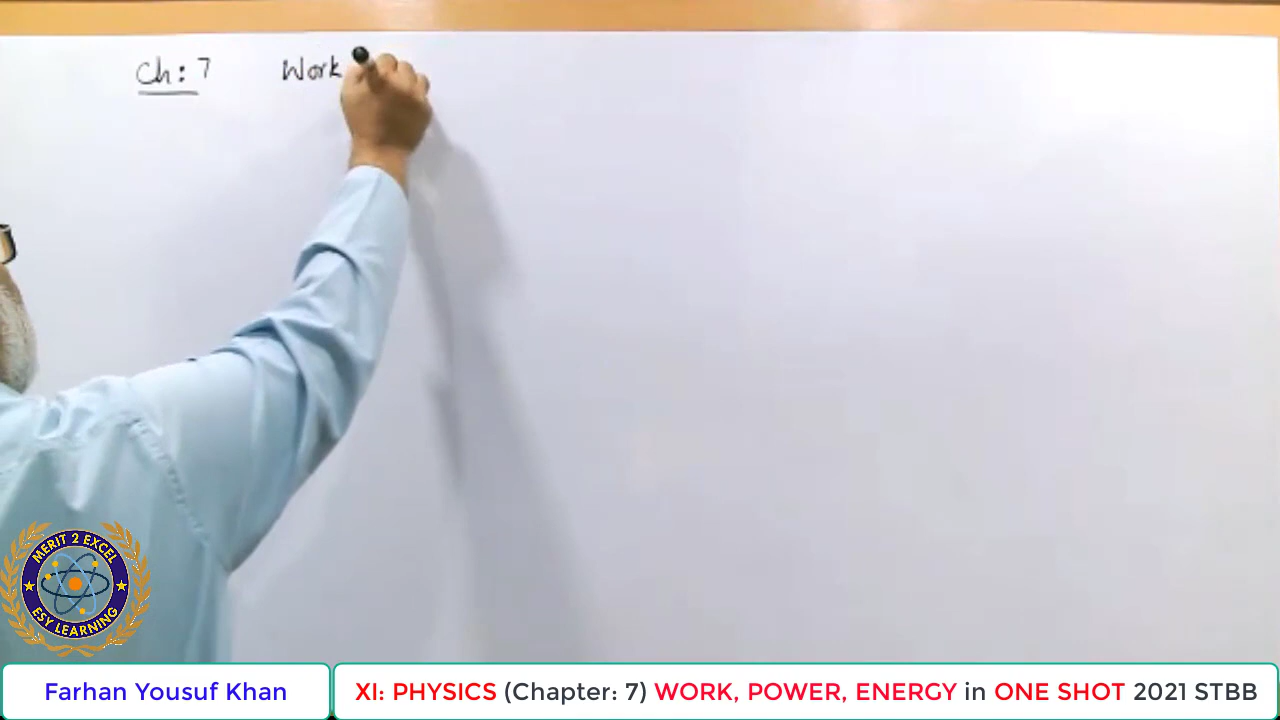 Ch: 7 Work
MERIT 2 EXCEL
ESY LEARNING
Farhan Yousuf Khan
XI: PHYSICS (Chapter: 7) WORK, POWER, ENERGY in ONE SHOT 2021 STBB